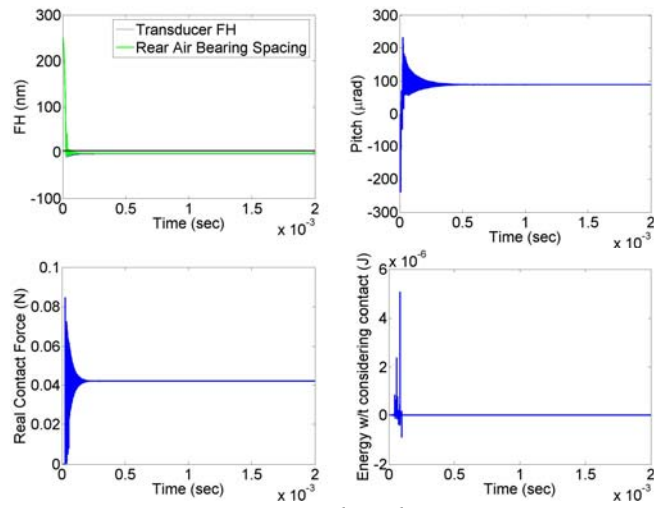 Transducer FH
Rear Air Bearing Spacing
FH (nm)
300
200
100
0
-100
0
0.5
1
1.5
2
Time (sec)
x 10⁻³
Pitch (μrad)
300
200
100
0
-100
-200
-300
0
0.5
1
1.5
2
Time (sec)
x 10⁻³
Real Contact Force (N)
0.1
0.08
0.06
0.04
0.02
0
0
0.5
1
1.5
2
Time (sec)
x 10⁻³
Energy w/t considering contact (J)
x 10⁻⁶
6
4
2
0
-2
0
0.5
1
1.5
2
Time (sec)
x 10⁻³